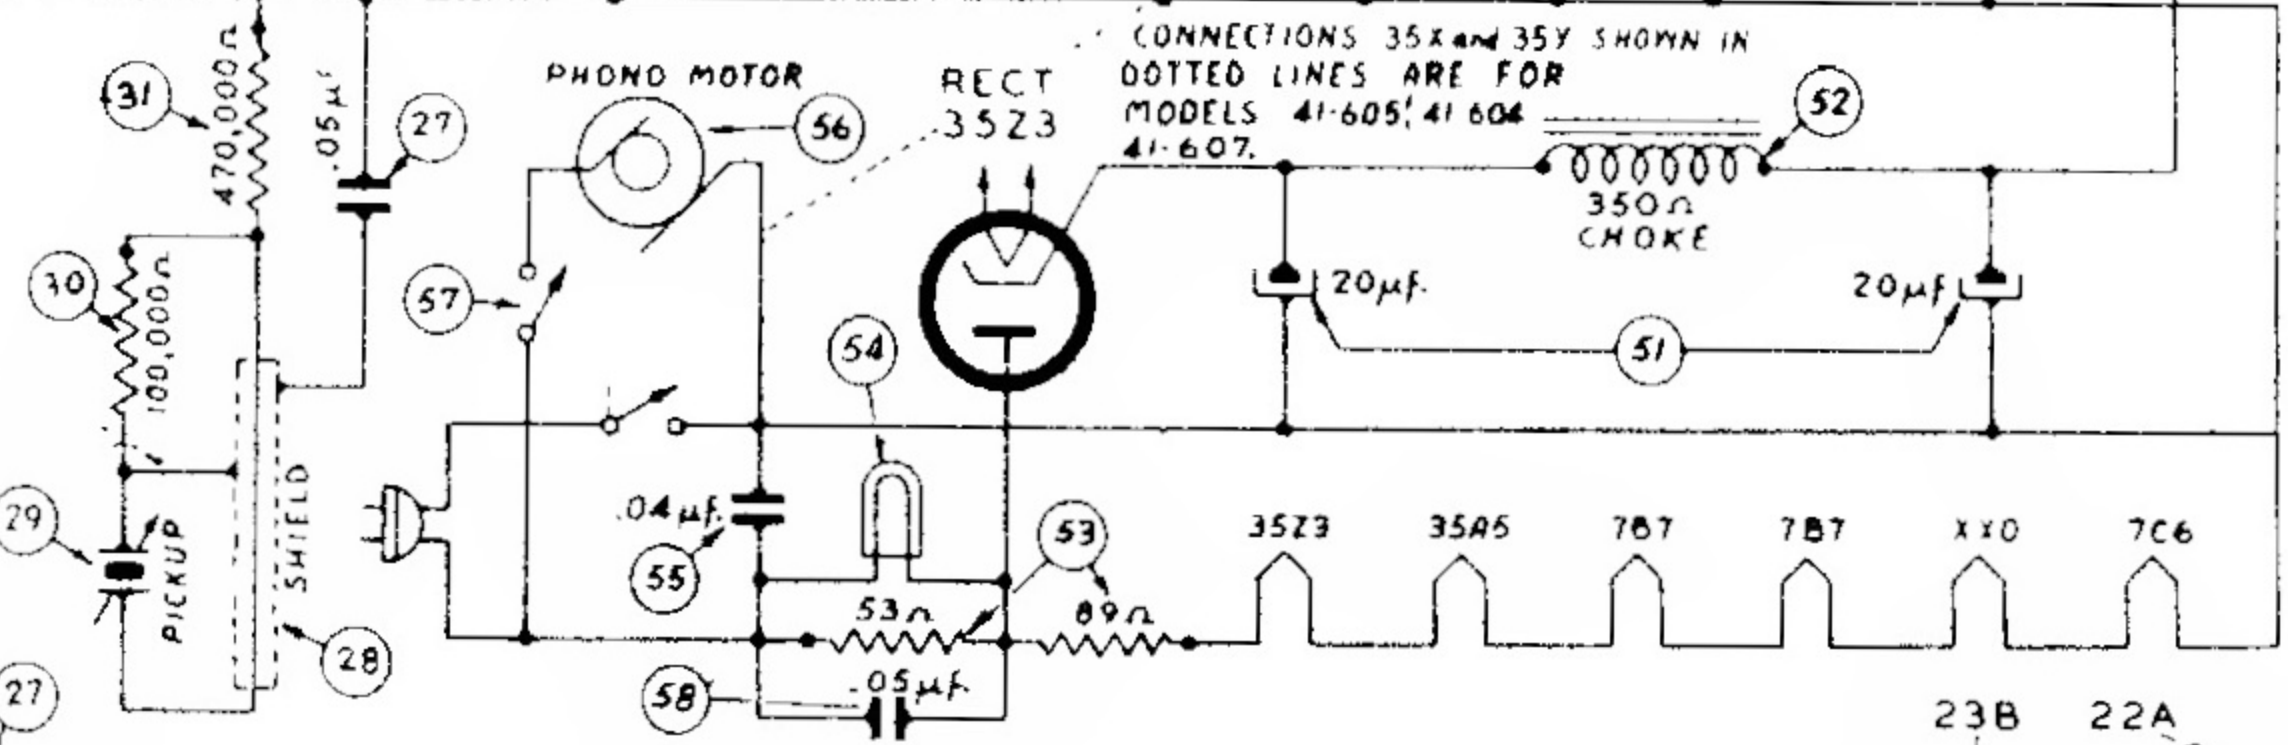 CONNECTIONS 35X and 35Y SHOWN IN
DOTTED LINES ARE FOR
MODELS 41-605, 41 604
41-607.
PHONO MOTOR
RECT
35Z3
31
470,000Ω
.05μf
27
56
52
350Ω
CHOKE
30
100,000Ω
57
54
20μf.
20μf
51
29
PICKUP
SHIELD
28
27
.04μf.
55
53
53Ω
89Ω
58
.05μf.
35Z3
35A5
7B7
7B7
XXD
7C6
23B
22A